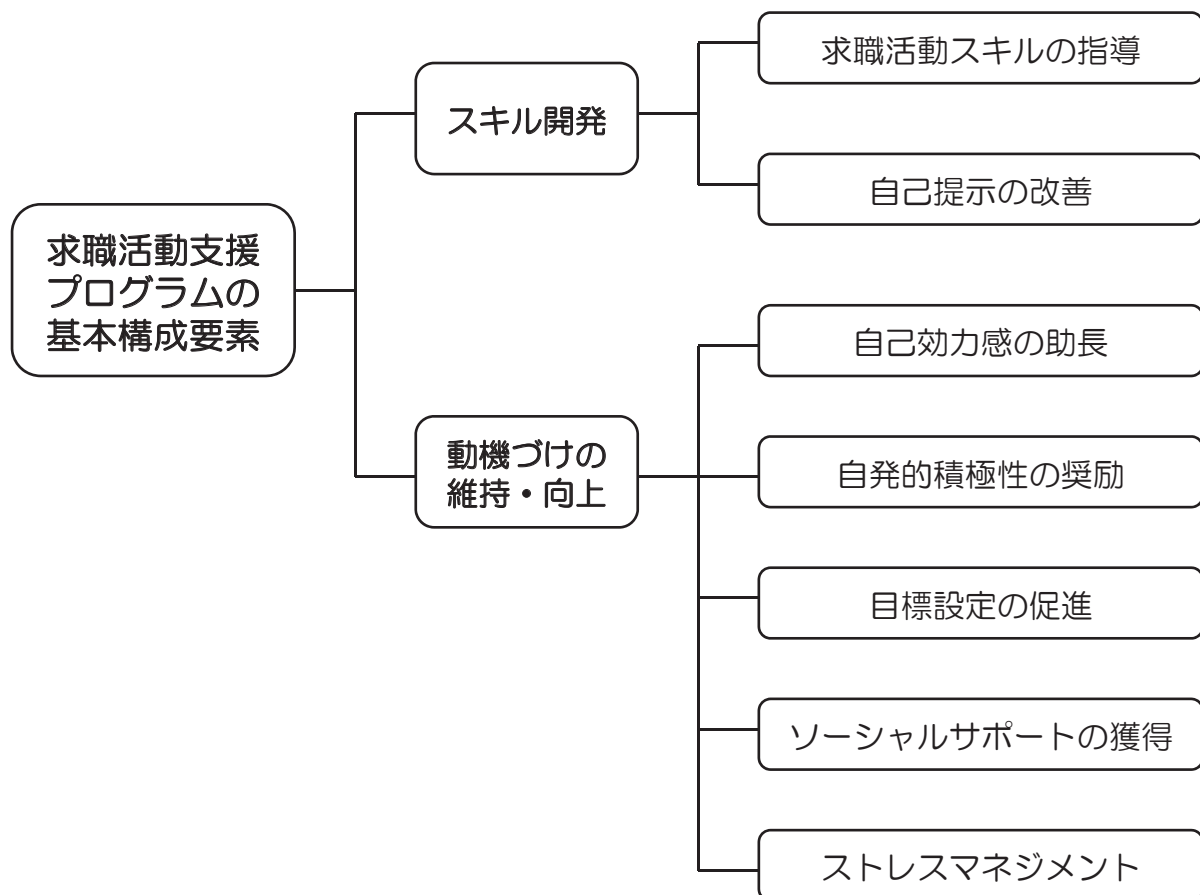 求職活動支援
プログラムの
基本構成要素
スキル開発
求職活動スキルの指導
自己提示の改善
動機づけの
維持・向上
自己効力感の助長
自発的積極性の奨励
目標設定の促進
ソーシャルサポートの獲得
ストレスマネジメント